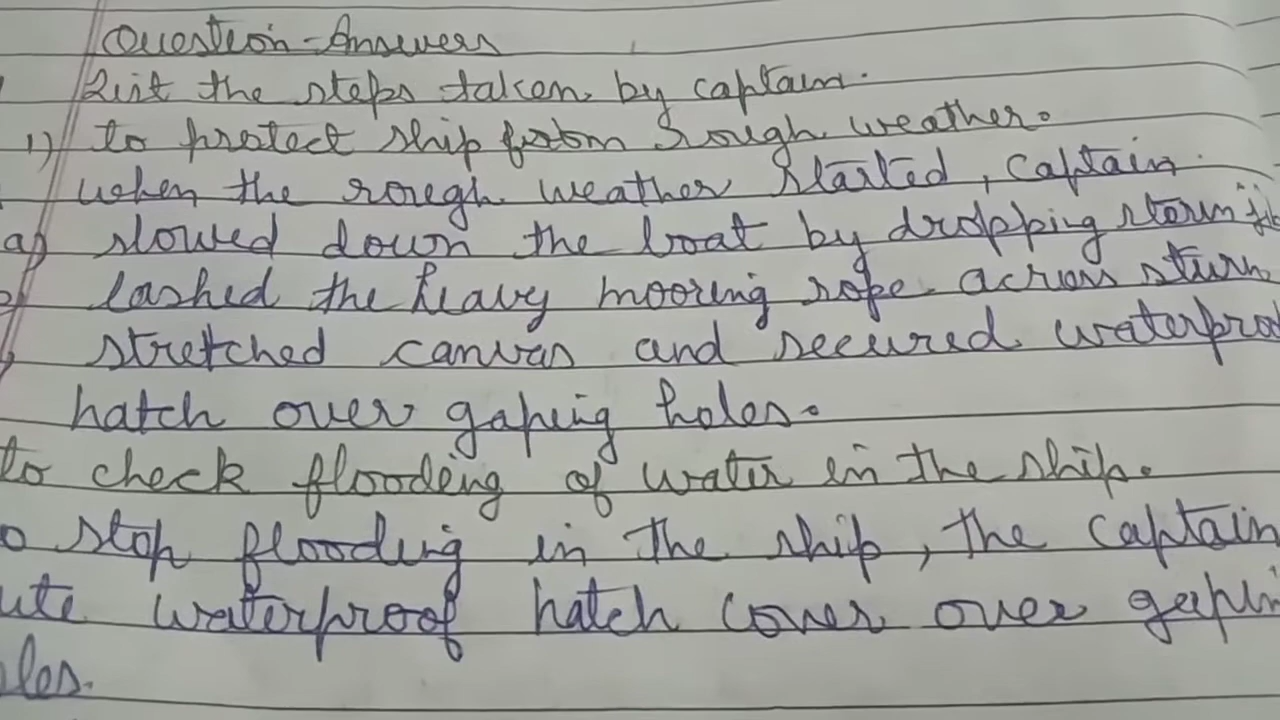 Question-Answers
List the steps taken by captain.
1) to protect ship from rough weather.
when the rough weather started, captain
a) slowed down the boat by dropping storm
lashed the heavy mooring rope across stern
stretched canvas and secured waterproo
hatch over gaping holes.
to check flooding of water in the ship.
o stop flooding in the ship, the captain
ute waterproof hatch cover over gapin
les.